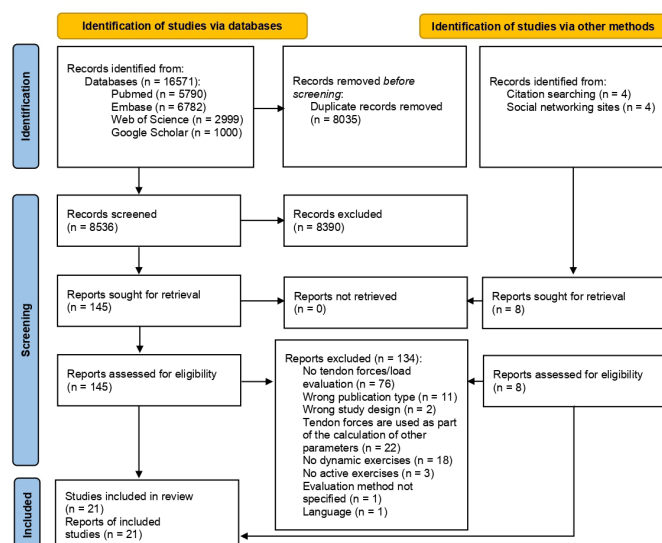 Identification of studies via databases
Identification of studies via other methods
Identification
Records identified from:
Databases (n = 16571):
Pubmed (n = 5790)
Embase (n = 6782)
Web of Science (n = 2999)
Google Scholar (n = 1000)
Records removed before
screening:
Duplicate records removed
(n = 8035)
Records identified from:
Citation searching (n = 4)
Social networking sites (n = 4)
Screening
Records screened
(n = 8536)
Records excluded
(n = 8390)
Reports sought for retrieval
(n = 145)
Reports not retrieved
(n = 0)
Reports sought for retrieval
(n = 8)
Reports assessed for eligibility
(n = 145)
Reports excluded (n = 134):
No tendon forces/load
evaluation (n = 76)
Wrong publication type (n = 11)
Wrong study design (n = 2)
Tendon forces are used as part
of the calculation of other
parameters (n = 22)
No dynamic exercises (n = 18)
No active exercises (n = 3)
Evaluation method not
specified (n = 1)
Language (n = 1)
Reports assessed for eligibility
(n = 8)
Included
Studies included in review
(n = 21)
Reports of included
studies (n = 21)